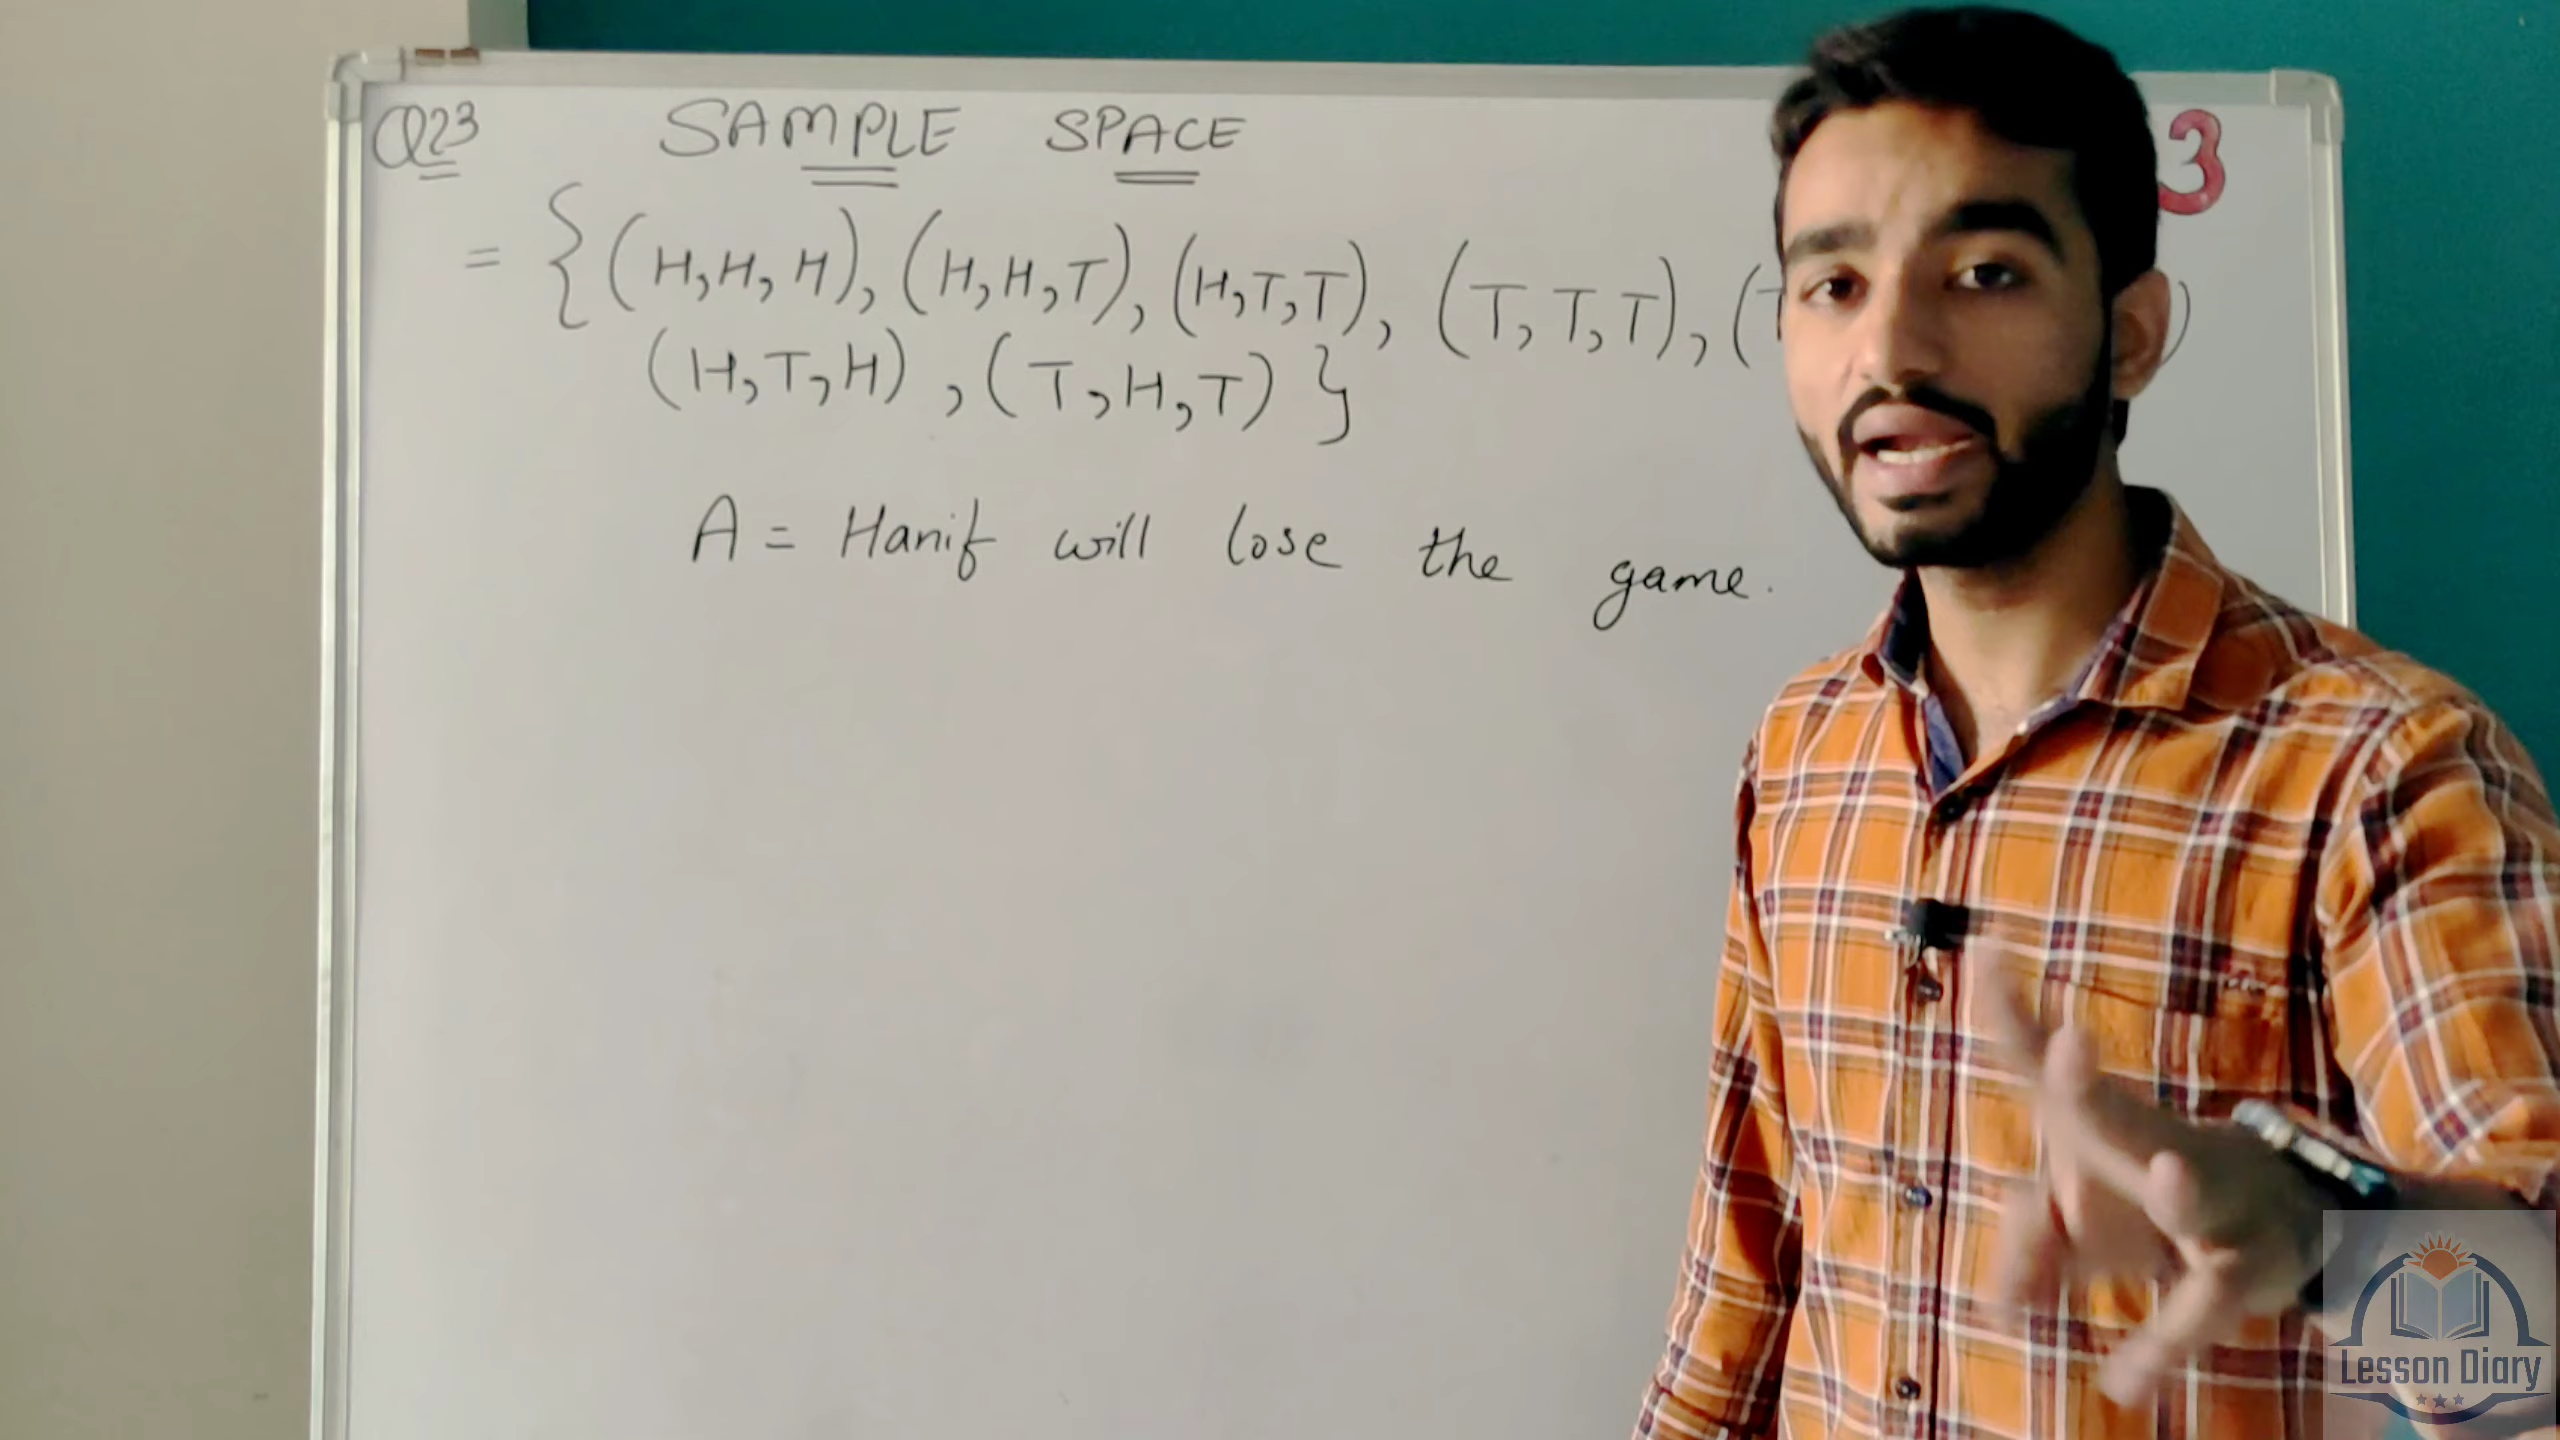 Q23 SAMPLE SPACE 3
= {(H,H,H), (H,H,T), (H,T,T), (T,T,T), (T )
(H,T,H), (T,H,T)}
A = Hanif will lose the game.
Lesson Diary